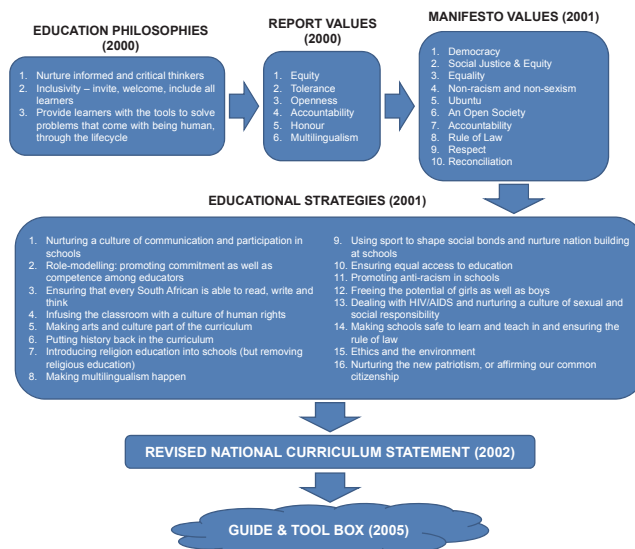 EDUCATION PHILOSOPHIES
(2000)
1. Nurture informed and critical thinkers
2. Inclusivity – invite, welcome, include all
learners
3. Provide learners with the tools to solve
problems that come with being human,
through the lifecycle
REPORT VALUES
(2000)
1. Equity
2. Tolerance
3. Openness
4. Accountability
5. Honour
6. Multilingualism
MANIFESTO VALUES (2001)
1. Democracy
2. Social Justice & Equity
3. Equality
4. Non-racism and non-sexism
5. Ubuntu
6. An Open Society
7. Accountability
8. Rule of Law
9. Respect
10. Reconciliation
EDUCATIONAL STRATEGIES (2001)
1. Nurturing a culture of communication and participation in
schools
2. Role-modelling: promoting commitment as well as
competence among educators
3. Ensuring that every South African is able to read, write and
think
4. Infusing the classroom with a culture of human rights
5. Making arts and culture part of the curriculum
6. Putting history back in the curriculum
7. Introducing religion education into schools (but removing
religious education)
8. Making multilingualism happen
9. Using sport to shape social bonds and nurture nation building
at schools
10. Ensuring equal access to education
11. Promoting anti-racism in schools
12. Freeing the potential of girls as well as boys
13. Dealing with HIV/AIDS and nurturing a culture of sexual and
social responsibility
14. Making schools safe to learn and teach in and ensuring the
rule of law
15. Ethics and the environment
16. Nurturing the new patriotism, or affirming our common
citizenship
REVISED NATIONAL CURRICULUM STATEMENT (2002)
GUIDE & TOOL BOX (2005)